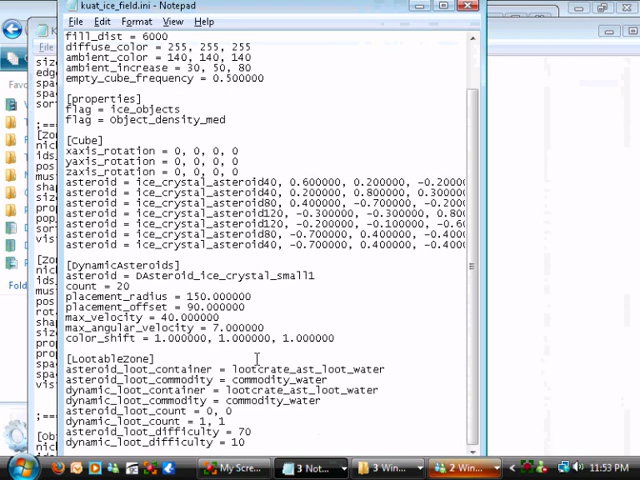 kuat_ice_field.ini - Notepad
File Edit Format View Help
fill_dist = 6000
diffuse_color = 255, 255, 255
ambient_color = 140, 140, 140
ambient_increase = 30, 50, 80
empty_cube_frequency = 0.500000
[properties]
flag = ice_objects
flag = Object_density_med
[Cube]
xaxis_rotation = 0, 0, 0, 0
yaxis_rotation = 0, 0, 0, 0
zaxis_rotation = 0, 0, 0, 0
asteroid = ice_crystal_asteroid40, 0.600000, 0.200000, -0.20000
asteroid = ice_crystal_asteroid40, 0.200000, 0.800000, 0.30000
asteroid = ice_crystal_asteroid80, 0.400000, -0.700000, -0.2000
asteroid = ice_crystal_asteroid120, -0.300000, -0.300000, 0.800
asteroid = ice_crystal_asteroid120, -0.200000, -0.100000, -0.60
asteroid = ice_crystal_asteroid80, -0.700000, 0.400000, -0.4000
asteroid = ice_crystal_asteroid40, -0.700000, 0.400000, -0.4000
[DynamicAsteroids]
asteroid = DAsteroid_ice_crystal_small1
count = 20
placement_radius = 150.000000
placement_offset = 90.000000
max_velocity = 40.000000
max_angular_velocity = 7.000000
color_shift = 1.000000, 1.000000, 1.000000
[LootableZone]
asteroid_loot_container = lootcrate_ast_loot_water
asteroid_loot_commodity = commodity_water
dynamic_loot_container = lootcrate_ast_loot_water
dynamic_loot_commodity = commodity_water
asteroid_loot_count = 0, 0
dynamic_loot_count = 1, 1
asteroid_loot_difficulty = 70
dynamic_loot_difficulty = 10
My Scre... 3 Not... 3 Win... 2 Win... 11:53 PM